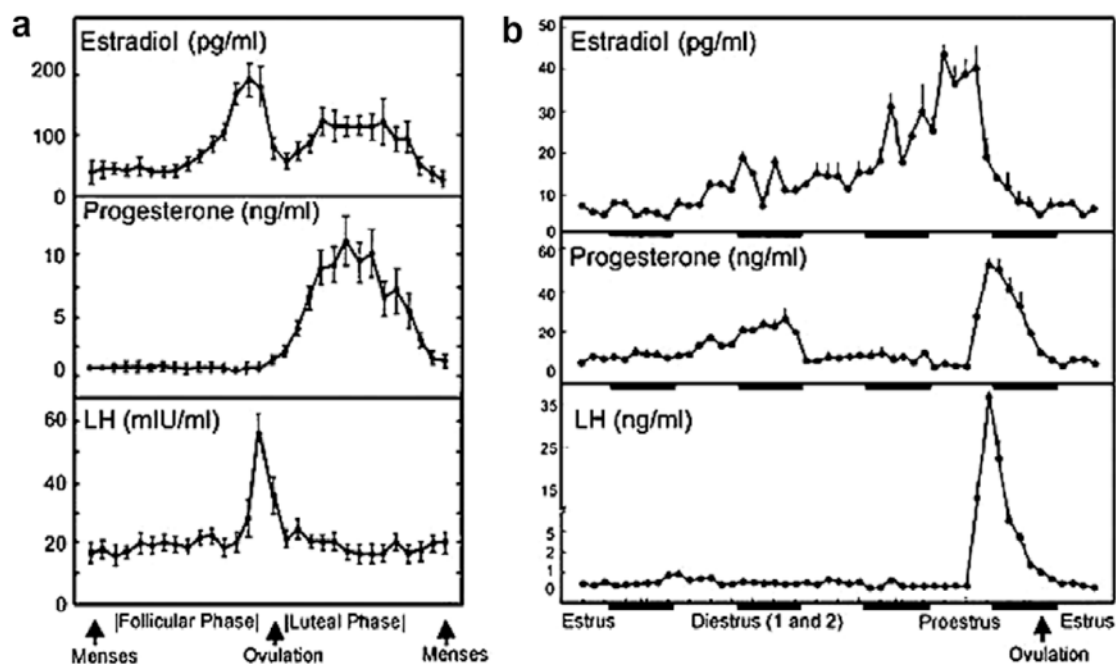 a
Estradiol (pg/ml)
200
100
0
Progesterone (ng/ml)
10
5
0
LH (mIU/ml)
60
40
20
0
|Follicular Phase| |Luteal Phase|
Menses Ovulation Menses
b
Estradiol (pg/ml)
50
40
30
20
10
0
Progesterone (ng/ml)
60
40
20
0
LH (ng/ml)
35
25
15
5
2
1
0
Estrus Diestrus (1 and 2) Proestrus Estrus
Ovulation